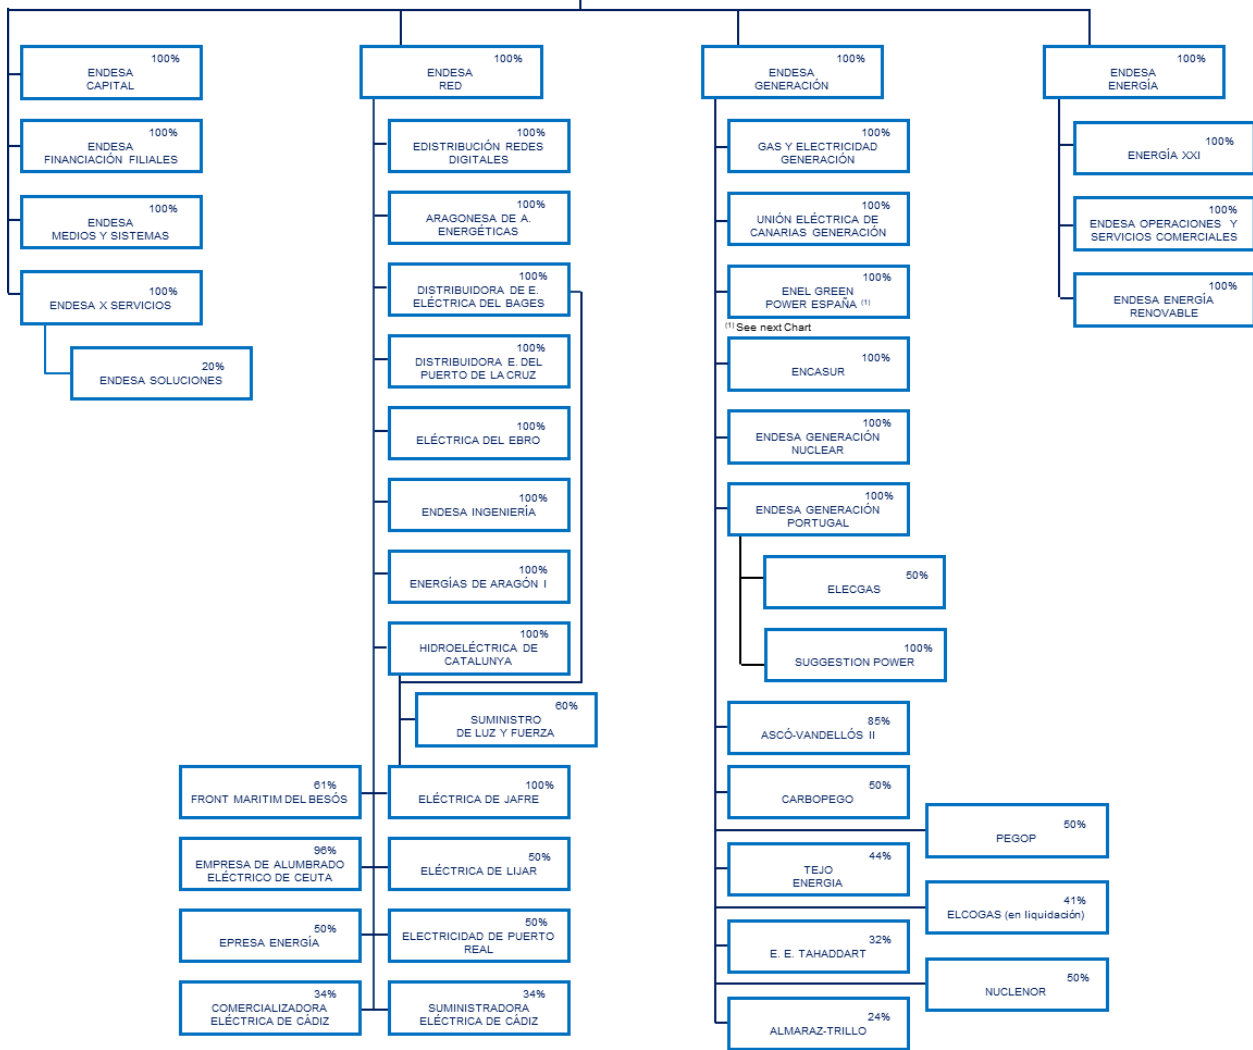 100%
ENDESA
CAPITAL
100%
ENDESA
FINANCIACIÓN FILIALES
100%
ENDESA
MEDIOS Y SISTEMAS
100%
ENDESA X SERVICIOS
20%
ENDESA SOLUCIONES
100%
ENDESA
RED
100%
EDISTRIBUCIÓN REDES
DIGITALES
100%
ARAGONESA DE A.
ENERGÉTICAS
100%
DISTRIBUIDORA DE E.
ELÉCTRICA DEL BAGES
100%
DISTRIBUIDORA E. DEL
PUERTO DE LA CRUZ
100%
ELÉCTRICA DEL EBRO
100%
ENDESA INGENIERÍA
100%
ENERGÍAS DE ARAGÓN I
100%
HIDROELÉCTRICA DE
CATALUNYA
60%
SUMINISTRO
DE LUZ Y FUERZA
61%
FRONT MARITIM DEL BESÓS
100%
ELÉCTRICA DE JAFRE
96%
EMPRESA DE ALUMBRADO
ELÉCTRICO DE CEUTA
50%
ELÉCTRICA DE LIJAR
50%
EPRESA ENERGÍA
50%
ELECTRICIDAD DE PUERTO
REAL
34%
COMERCIALIZADORA
ELÉCTRICA DE CÁDIZ
34%
SUMINISTRADORA
ELÉCTRICA DE CÁDIZ
100%
ENDESA
GENERACIÓN
100%
GAS Y ELECTRICIDAD
GENERACIÓN
100%
UNIÓN ELÉCTRICA DE
CANARIAS GENERACIÓN
100%
ENEL GREEN
POWER ESPAÑA (1)
(1) See next Chart
100%
ENCASUR
100%
ENDESA GENERACIÓN
NUCLEAR
100%
ENDESA GENERACIÓN
PORTUGAL
50%
ELECGAS
100%
SUGGESTION POWER
85%
ASCÓ-VANDELLÓS II
50%
CARBOPEGO
50%
PEGOP
44%
TEJO
ENERGIA
41%
ELCOGAS (en liquidación)
32%
E. E. TAHADDART
50%
NUCLENOR
24%
ALMARAZ-TRILLO
100%
ENDESA
ENERGÍA
100%
ENERGÍA XXI
100%
ENDESA OPERACIONES Y
SERVICIOS COMERCIALES
100%
ENDESA ENERGÍA
RENOVABLE